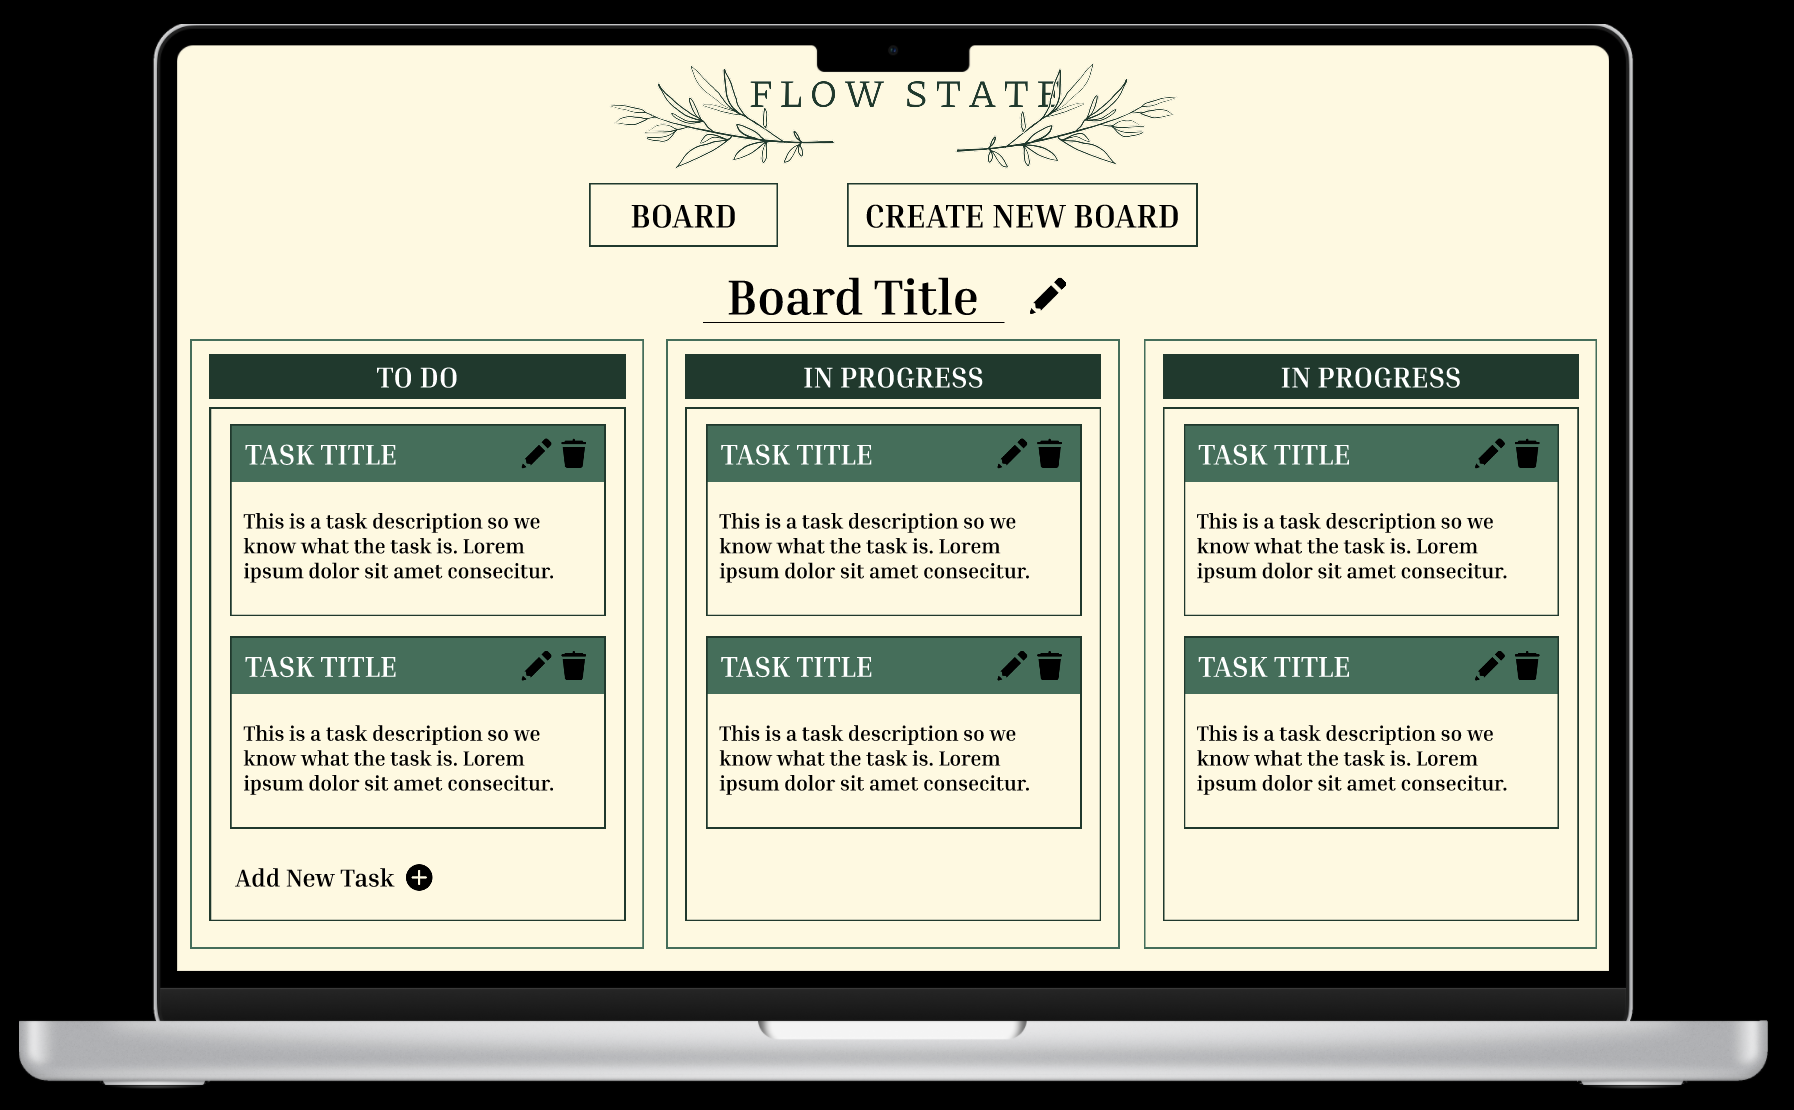 FLOW STATE
BOARD
CREATE NEW BOARD
Board Title
TO DO
TASK TITLE
This is a task description so we
know what the task is. Lorem
ipsum dolor sit amet consecitur.
TASK TITLE
This is a task description so we
know what the task is. Lorem
ipsum dolor sit amet consecitur.
Add New Task
IN PROGRESS
TASK TITLE
This is a task description so we
know what the task is. Lorem
ipsum dolor sit amet consecitur.
TASK TITLE
This is a task description so we
know what the task is. Lorem
ipsum dolor sit amet consecitur.
IN PROGRESS
TASK TITLE
This is a task description so we
know what the task is. Lorem
ipsum dolor sit amet consecitur.
TASK TITLE
This is a task description so we
know what the task is. Lorem
ipsum dolor sit amet consecitur.